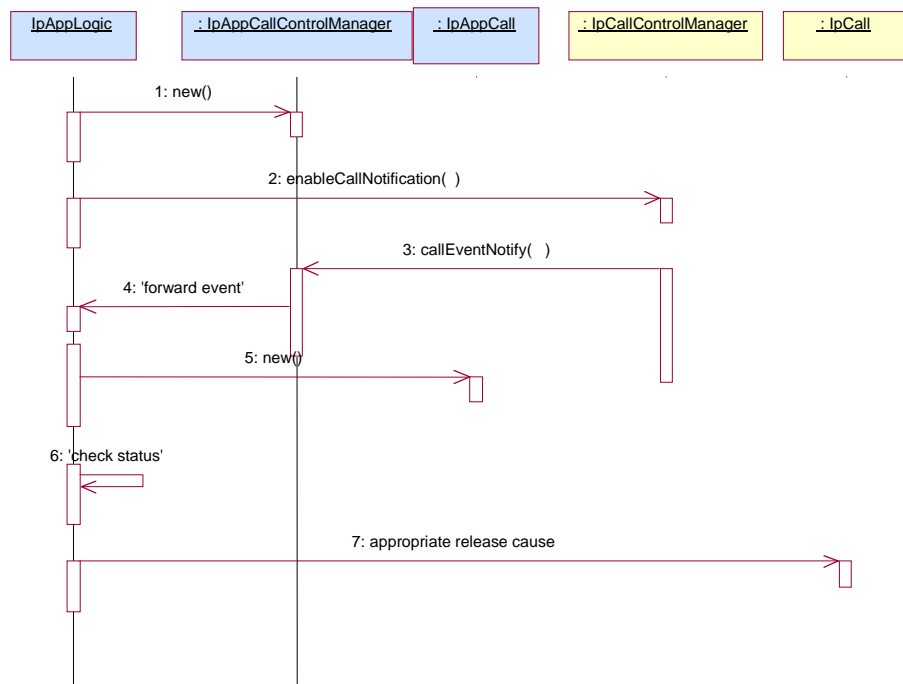 IpAppLogic
: IpAppCallControlManager
: IpAppCall
: IpCallControlManager
: IpCall
1: new()
2: enableCallNotification( )
3: callEventNotify( )
4: 'forward event'
5: new()
6: 'check status'
7: appropriate release cause